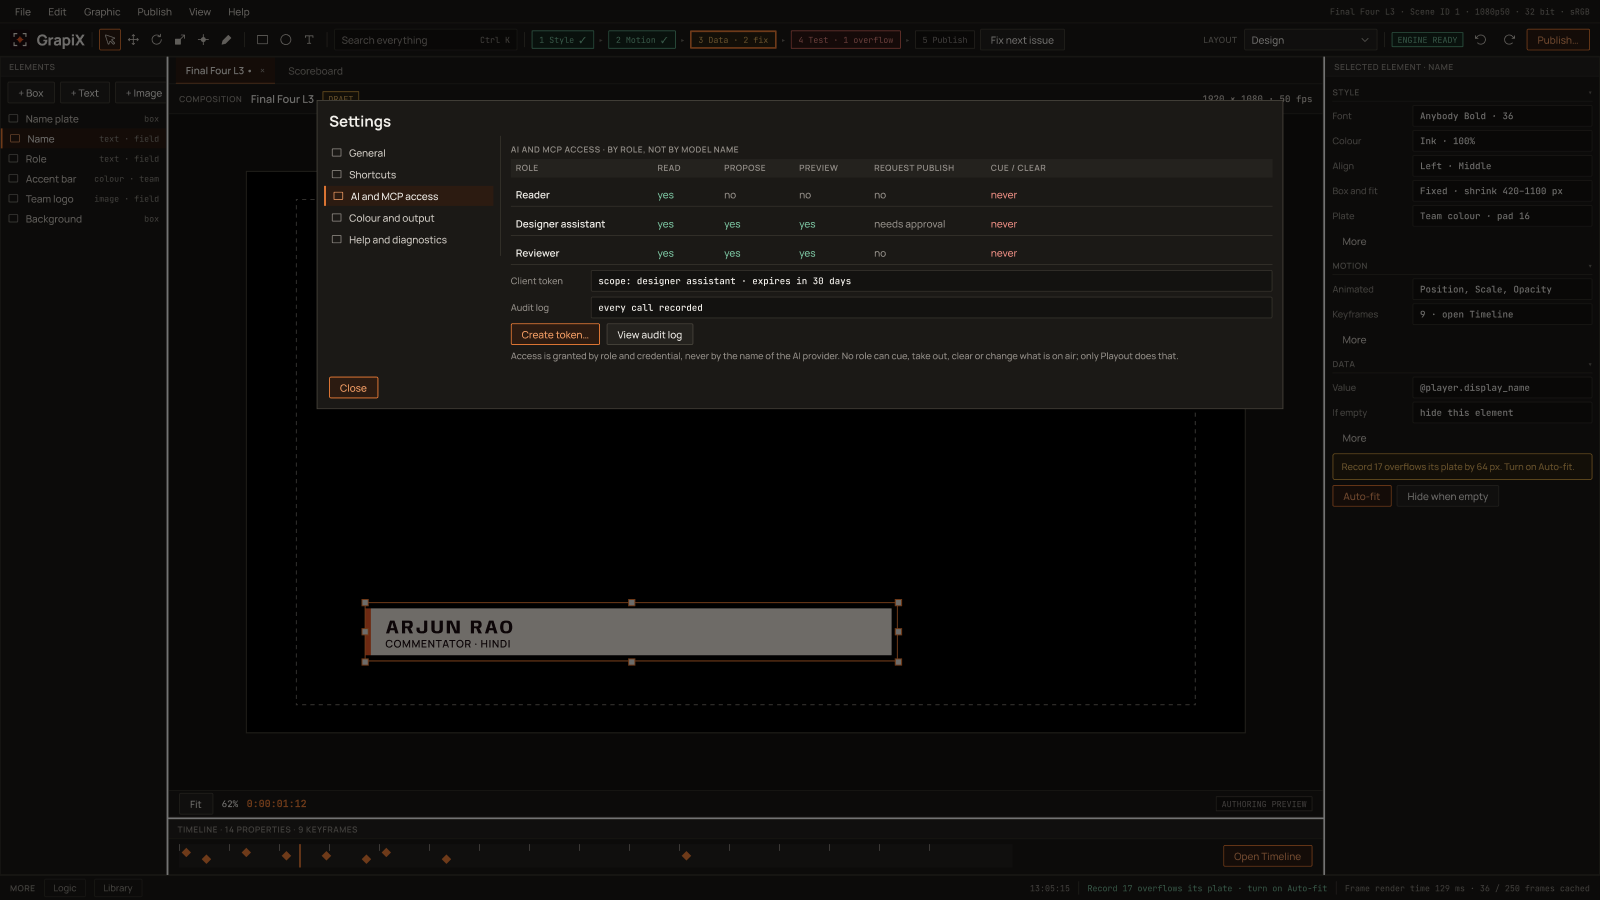 File Edit Graphic Publish View Help
Final Four L3 · Scene ID 1 · 1080p50 · 32 bit · sRGB
GrapiX
T
Search everything Ctrl K
1 Style ✓
2 Motion ✓
3 Data · 2 fix
4 Test · 1 overflow
5 Publish
Fix next issue
LAYOUT Design
ENGINE READY
Publish…
ELEMENTS
+ Box + Text + Image
Name plate box
Name text · field
Role text · field
Accent bar colour · team
Team logo image · field
Background box
Final Four L3 • × Scoreboard
COMPOSITION Final Four L3 DRAFT
1920 × 1080 · 50 fps
Settings
General
Shortcuts
AI and MCP access
Colour and output
Help and diagnostics
AI AND MCP ACCESS · BY ROLE, NOT BY MODEL NAME
ROLE READ PROPOSE PREVIEW REQUEST PUBLISH CUE / CLEAR
Reader yes no no no never
Designer assistant yes yes yes needs approval never
Reviewer yes yes yes no never
Client token scope: designer assistant · expires in 30 days
Audit log every call recorded
Create token… View audit log
Access is granted by role and credential, never by the name of the AI provider. No role can cue, take out, clear or change what is on air; only Playout does that.
Close
ARJUN RAO
COMMENTATOR · HINDI
Fit 62% 0:00:01:12
AUTHORING PREVIEW
TIMELINE · 14 PROPERTIES · 9 KEYFRAMES
Open Timeline
SELECTED ELEMENT · NAME
STYLE
Font Anybody Bold · 36
Colour Ink · 100%
Align Left · Middle
Box and fit Fixed · shrink 420–1100 px
Plate Team colour · pad 16
More
MOTION
Animated Position, Scale, Opacity
Keyframes 9 · open Timeline
More
DATA
Value @player.display_name
If empty hide this element
More
Record 17 overflows its plate by 64 px. Turn on Auto-fit.
Auto-fit Hide when empty
MORE Logic Library
13:05:15 Record 17 overflows its plate · turn on Auto-fit Frame render time 129 ms · 36 / 250 frames cached